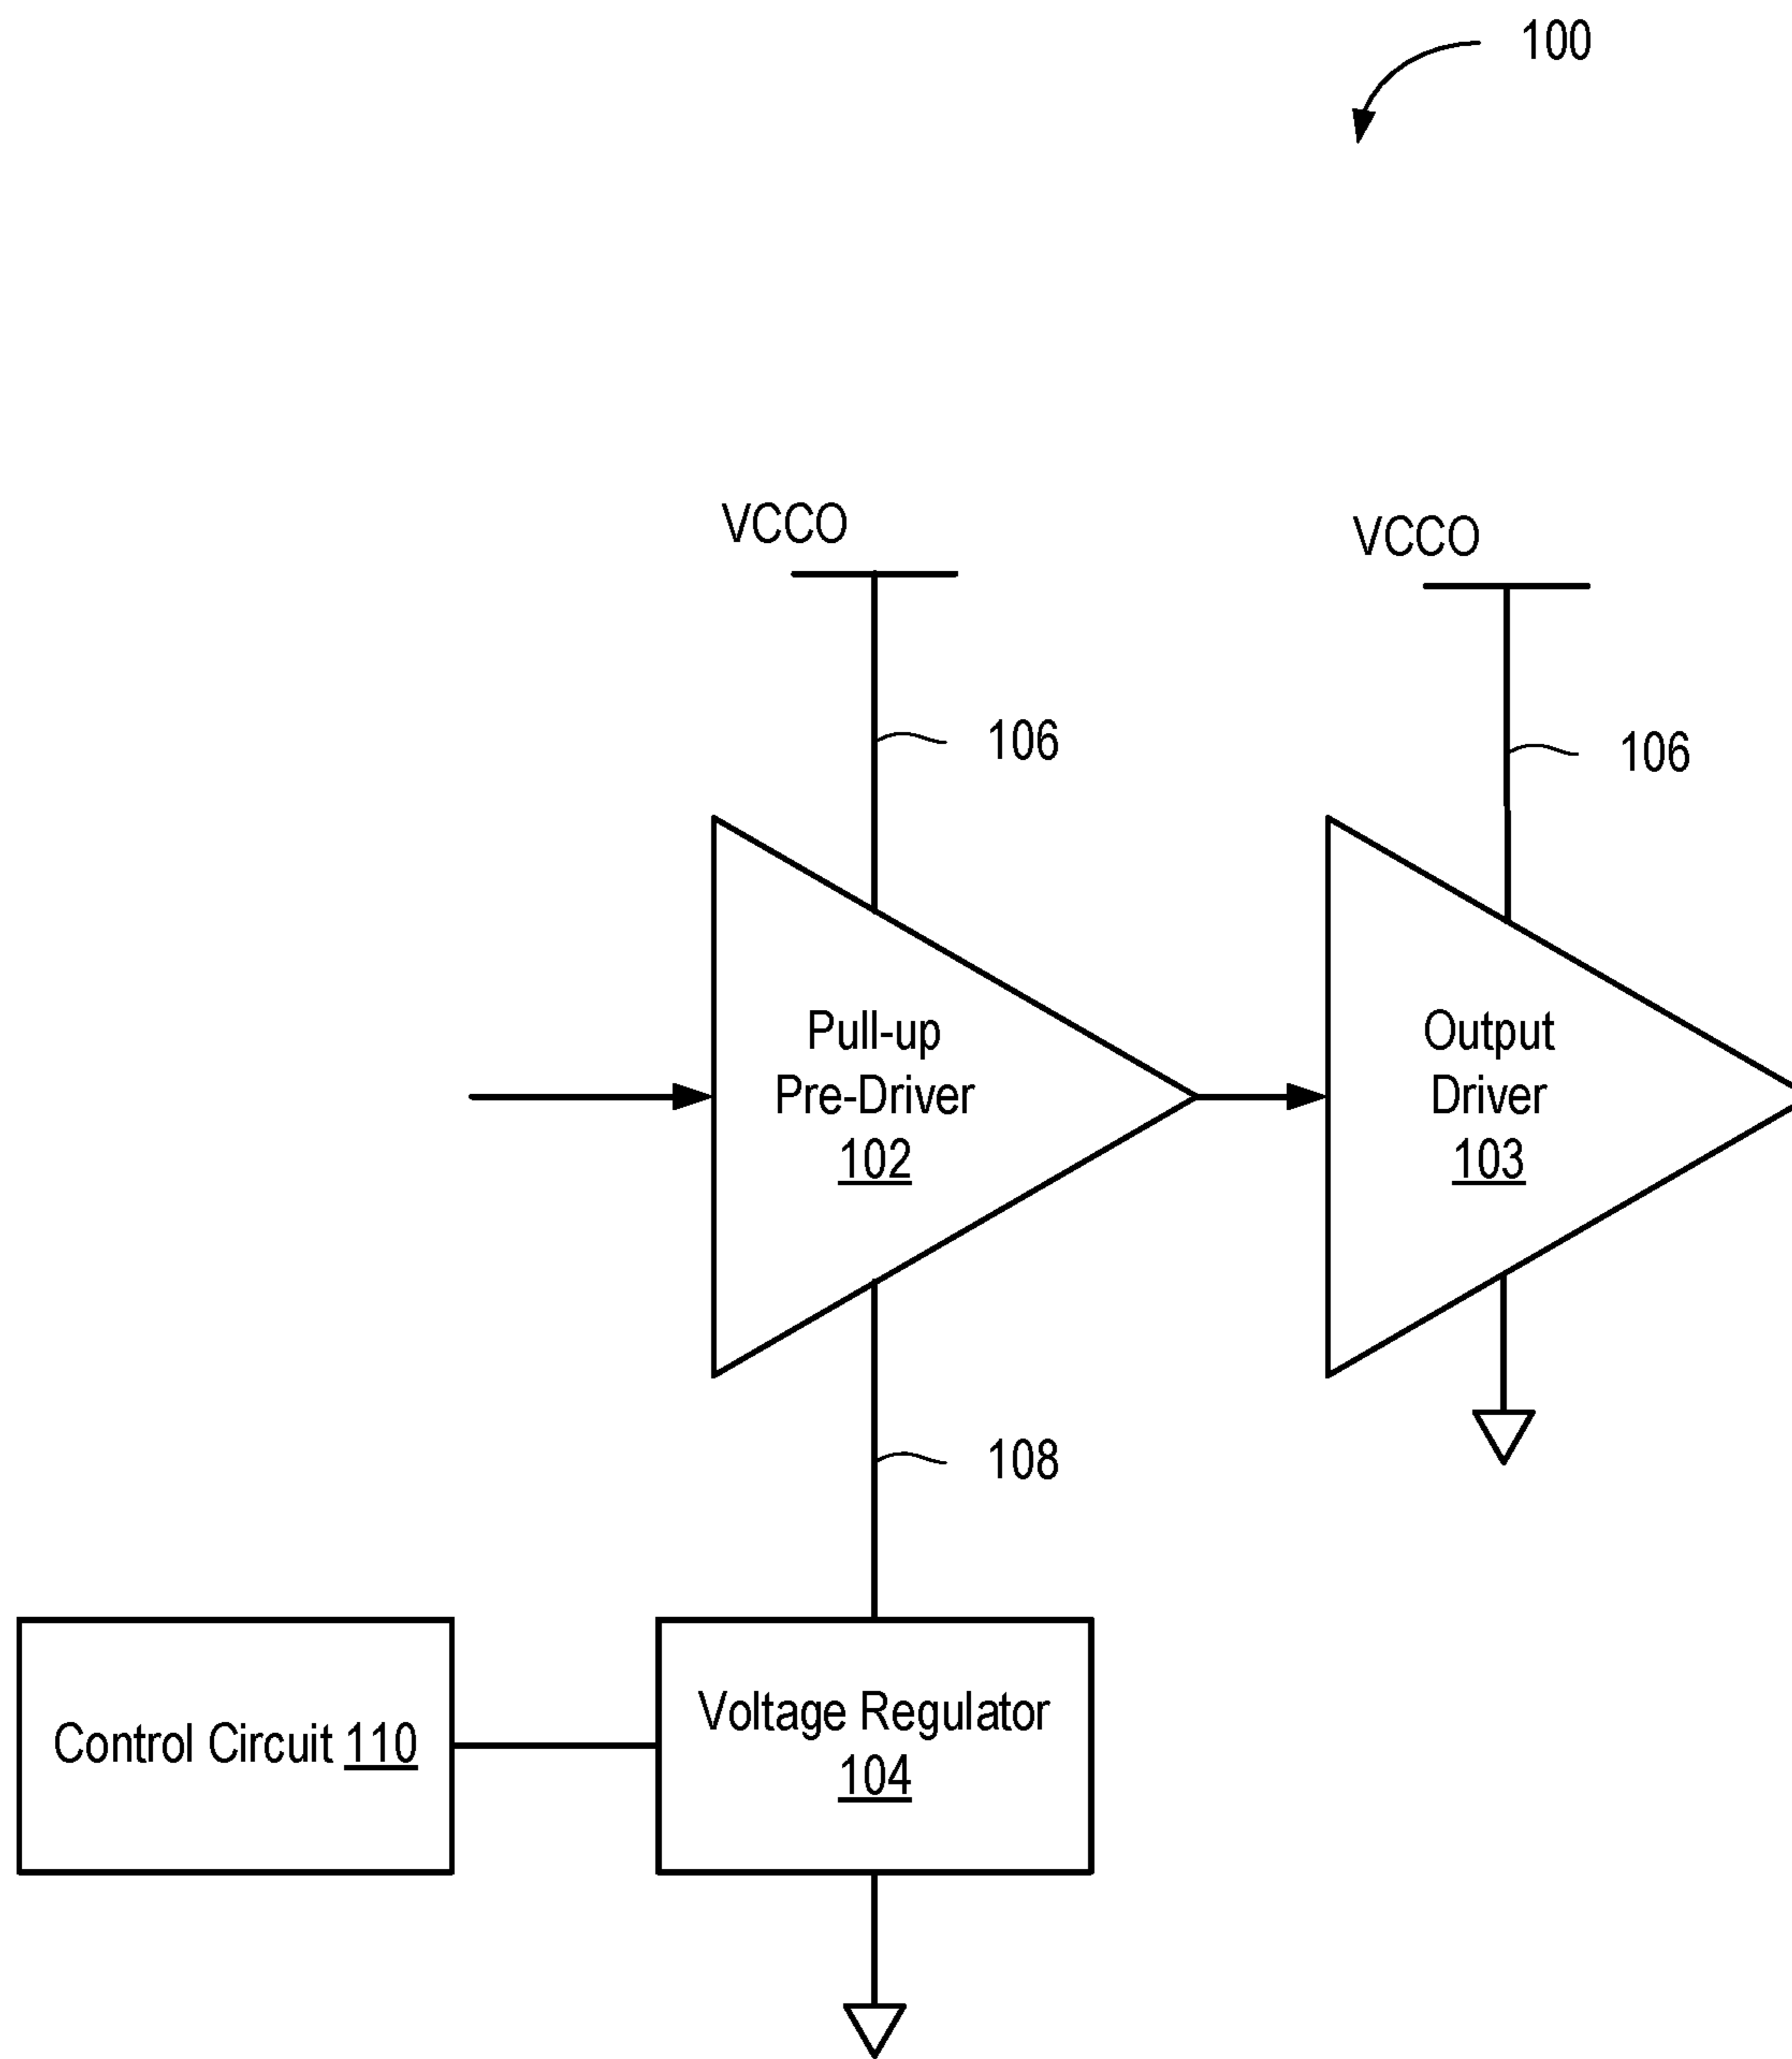 100
VCCO
VCCO
106
106
Pull-up
Pre-Driver
102
Output
Driver
103
108
Control Circuit 110
Voltage Regulator
104